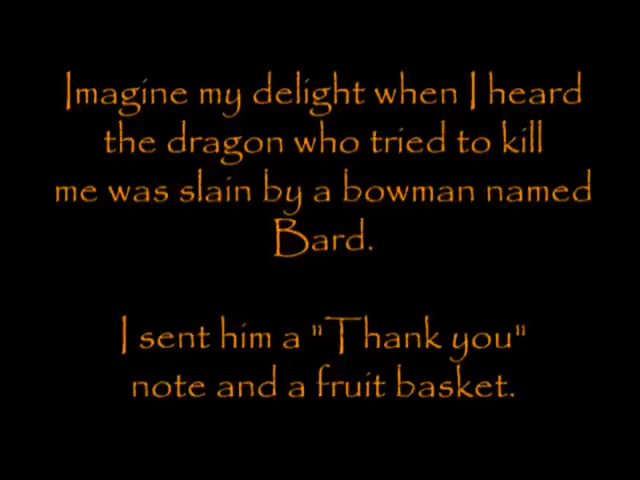 Imagine my delight when I heard
the dragon who tried to kill
me was slain by a bowman named
Bard.
I sent him a "Thank you"
note and a fruit basket.